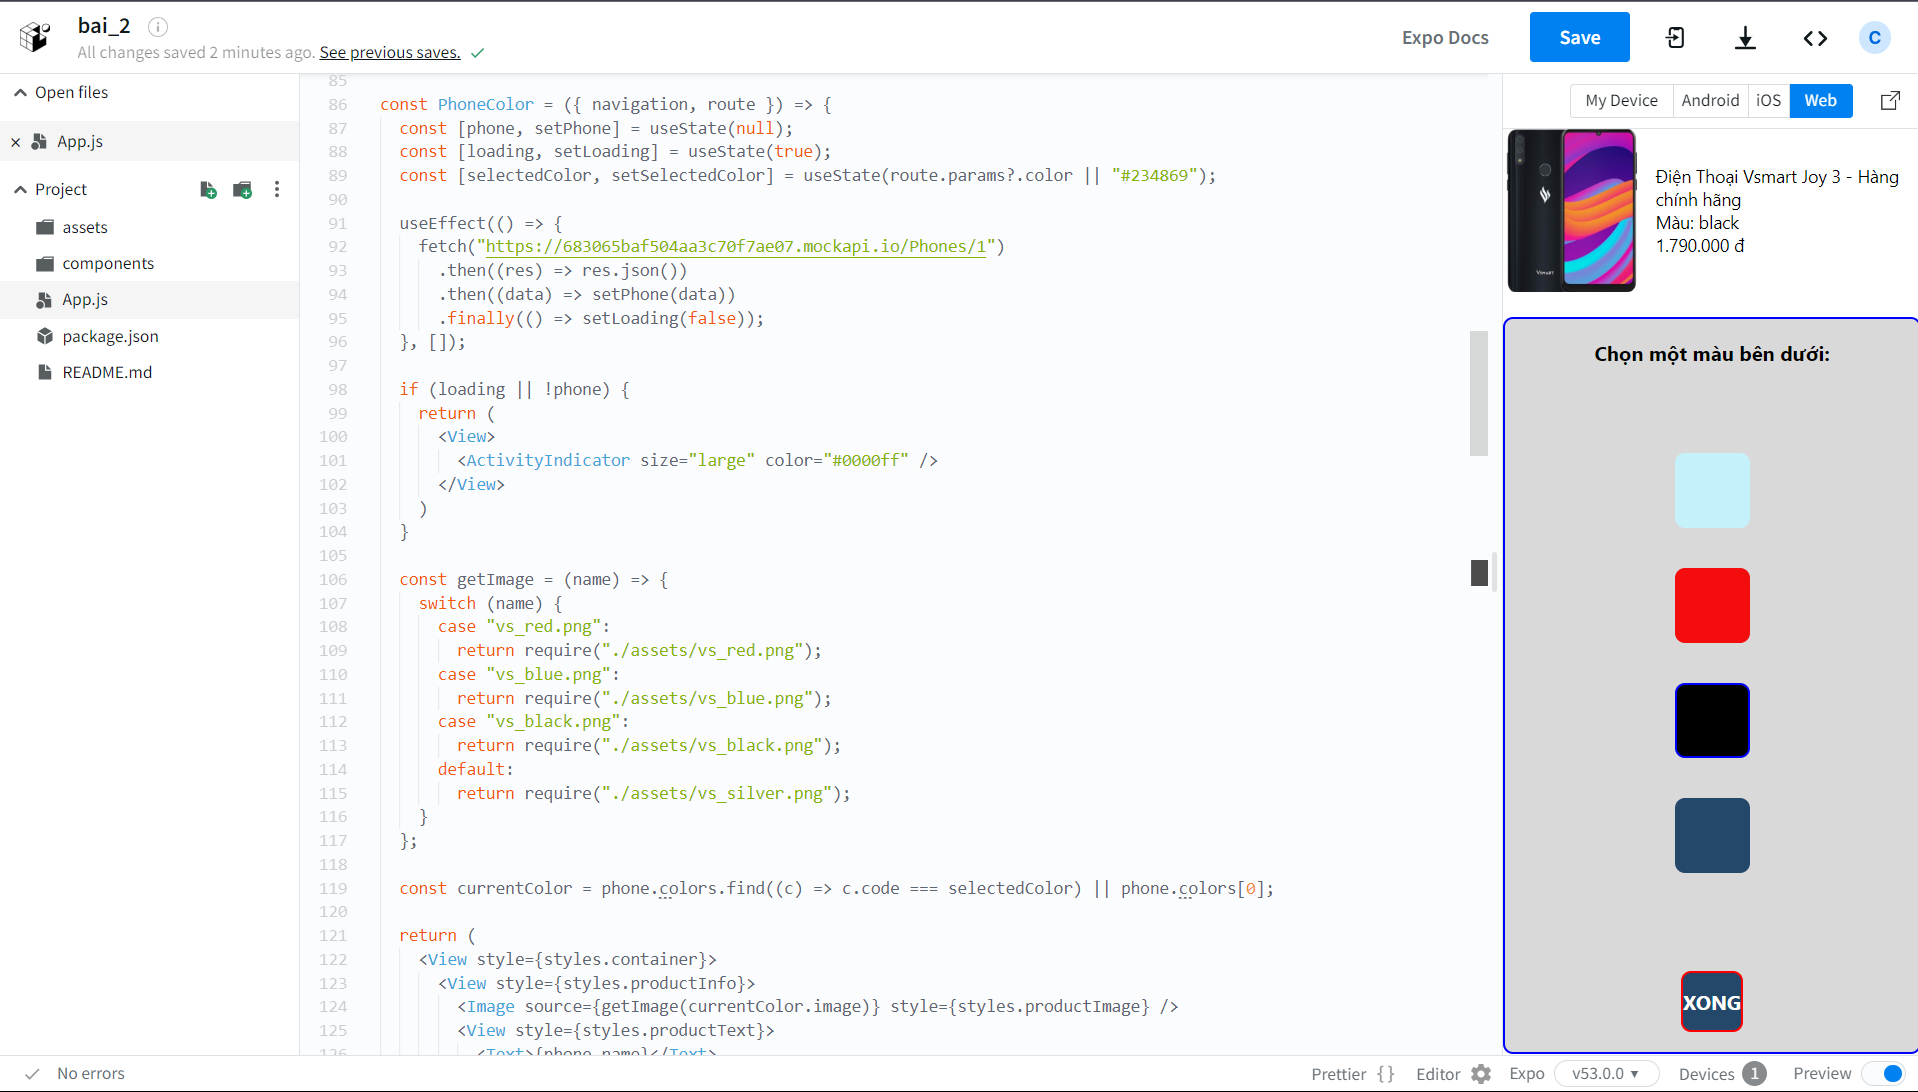 bai_2
All changes saved 2 minutes ago. See previous saves.
Expo Docs
Save
C
Open files
App.js
Project
assets
components
App.js
package.json
README.md
85
86 const PhoneColor = ({ navigation, route }) => {
87 const [phone, setPhone] = useState(null);
88 const [loading, setLoading] = useState(true);
89 const [selectedColor, setSelectedColor] = useState(route.params?.color || "#234869");
90
91 useEffect(() => {
92 fetch("https://683065baf504aa3c70f7ae07.mockapi.io/Phones/1")
93 .then((res) => res.json())
94 .then((data) => setPhone(data))
95 .finally(() => setLoading(false));
96 }, []);
97
98 if (loading || !phone) {
99 return (
100 <View>
101 <ActivityIndicator size="large" color="#0000ff" />
102 </View>
103 )
104 }
105
106 const getImage = (name) => {
107 switch (name) {
108 case "vs_red.png":
109 return require("./assets/vs_red.png");
110 case "vs_blue.png":
111 return require("./assets/vs_blue.png");
112 case "vs_black.png":
113 return require("./assets/vs_black.png");
114 default:
115 return require("./assets/vs_silver.png");
116 }
117 };
118
119 const currentColor = phone.colors.find((c) => c.code === selectedColor) || phone.colors[0];
120
121 return (
122 <View style={styles.container}>
123 <View style={styles.productInfo}>
124 <Image source={getImage(currentColor.image)} style={styles.productImage} />
125 <View style={styles.productText}>
126 <Text>{phone.name}</Text>
My Device Android iOS Web
Vsmart
Điện Thoại Vsmart Joy 3 - Hàng
chính hãng
Màu: black
1.790.000 đ
Chọn một màu bên dưới:
XONG
No errors
Prettier {} Editor Expo v53.0.0 Devices 1 Preview